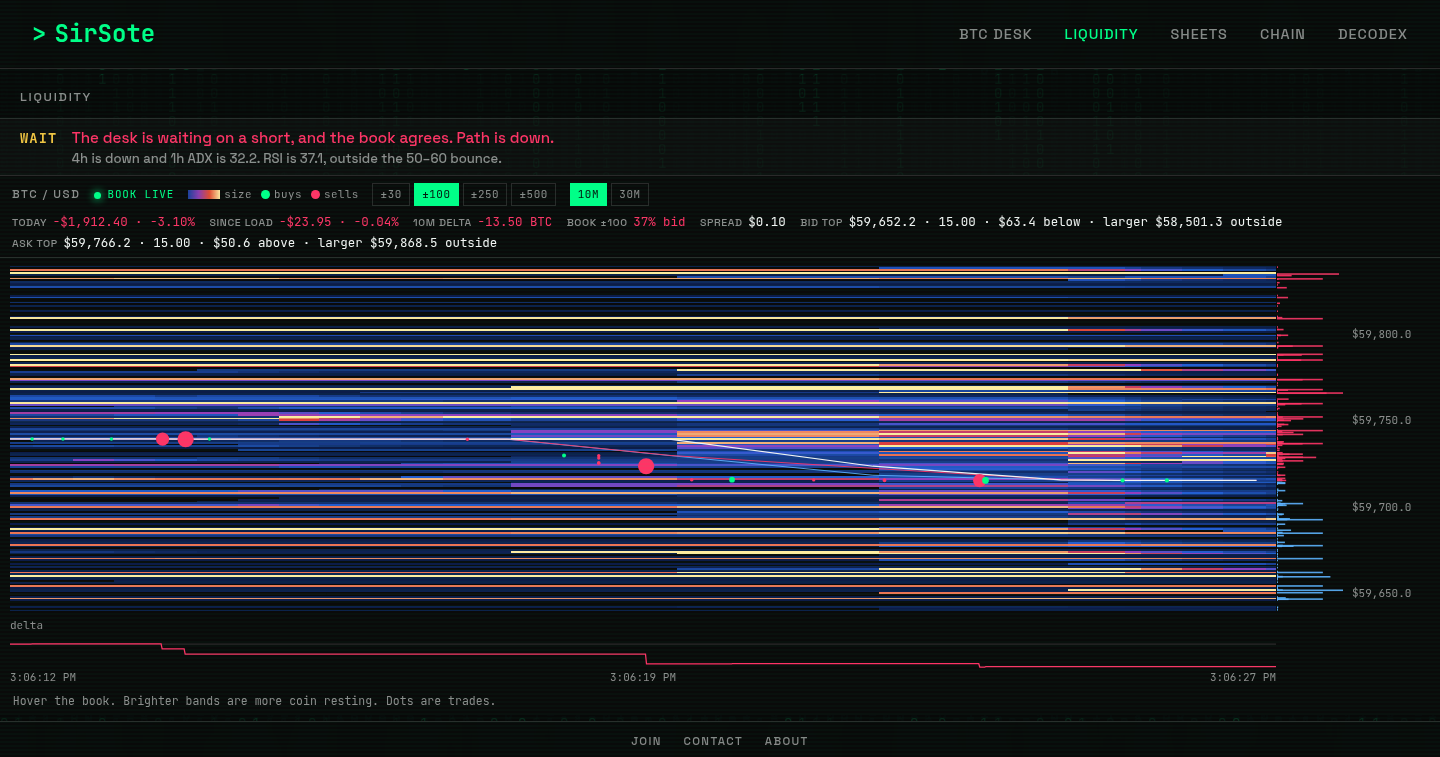 > SirSote
BTC DESK LIQUIDITY SHEETS CHAIN DECODEX
LIQUIDITY
WAIT The desk is waiting on a short, and the book agrees. Path is down.
4h is down and 1h ADX is 32.2. RSI is 37.1, outside the 50–60 bounce.
BTC / USD BOOK LIVE size buys sells ±30 ±100 ±250 ±500 10M 30M
TODAY -$1,912.40 · -3.10% SINCE LOAD -$23.95 · -0.04% 10M DELTA -13.50 BTC BOOK ±100 37% bid SPREAD $0.10 BID TOP $59,652.2 · 15.00 · $63.4 below · larger $58,501.3 outside
ASK TOP $59,766.2 · 15.00 · $50.6 above · larger $59,868.5 outside
$59,800.0
$59,750.0
$59,700.0
$59,650.0
delta
3:06:12 PM 3:06:19 PM 3:06:27 PM
Hover the book. Brighter bands are more coin resting. Dots are trades.
JOIN CONTACT ABOUT